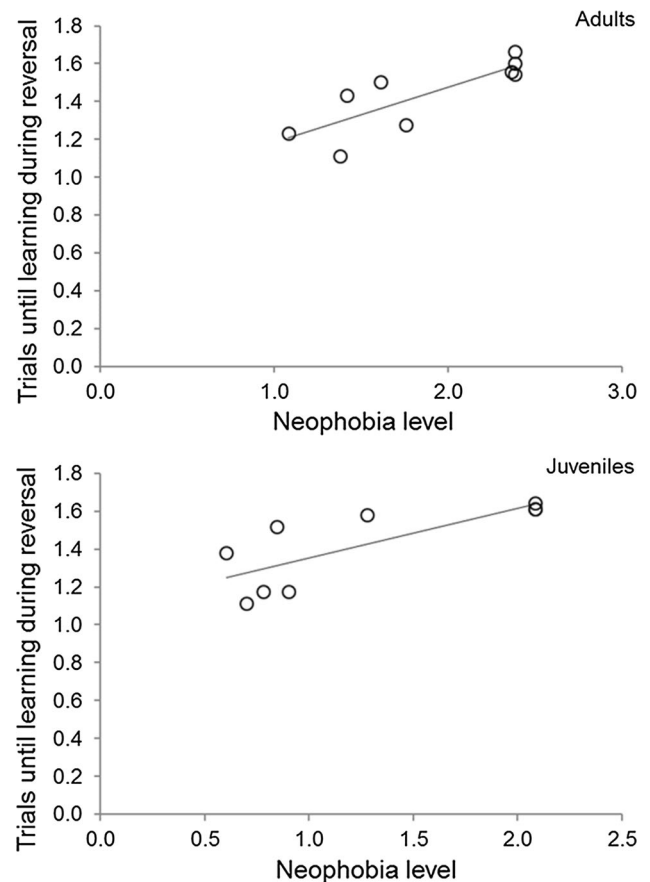 Adults
Trials until learning during reversal
1.8
1.6
1.4
1.2
1.0
0.8
0.6
0.4
0.2
0.0
0.0 1.0 2.0 3.0
Neophobia level
Juveniles
Trials until learning during reversal
1.8
1.6
1.4
1.2
1.0
0.8
0.6
0.4
0.2
0.0
0.0 0.5 1.0 1.5 2.0 2.5
Neophobia level